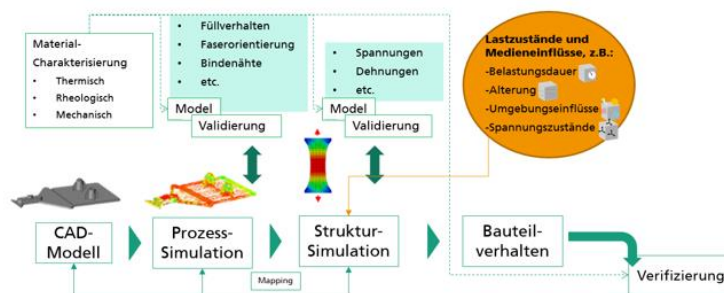 Material-
Charakterisierung
• Thermisch
• Rheologisch
• Mechanisch
• Füllverhalten
• Faserorientierung
• Bindenähte
• etc.
Model
Validierung
• Spannungen
• Dehnungen
• etc.
Model
Validierung
Lastzustände und
Medieneinflüsse, z.B.:
-Belastungsdauer
-Alterung
-Umgebungseinflüsse
-Spannungszustände
CAD-
Modell
Prozess-
Simulation
Struktur-
Simulation
Bauteil-
verhalten
Mapping
Verifizierung